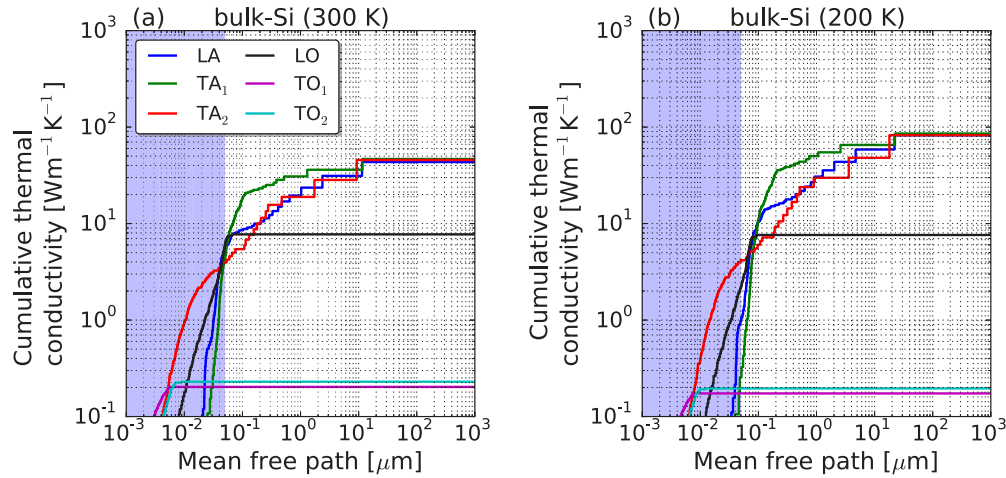 (a) bulk-Si (300 K)
Cumulative thermal
conductivity [Wm⁻¹K⁻¹]
10³
10²
10¹
10⁰
10⁻¹
LA
TA₁
TA₂
LO
TO₁
TO₂
10⁻³ 10⁻² 10⁻¹ 10⁰ 10¹ 10² 10³
Mean free path [μm]
(b) bulk-Si (200 K)
Cumulative thermal
conductivity [Wm⁻¹K⁻¹]
10³
10²
10¹
10⁰
10⁻¹
10⁻³ 10⁻² 10⁻¹ 10⁰ 10¹ 10² 10³
Mean free path [μm]